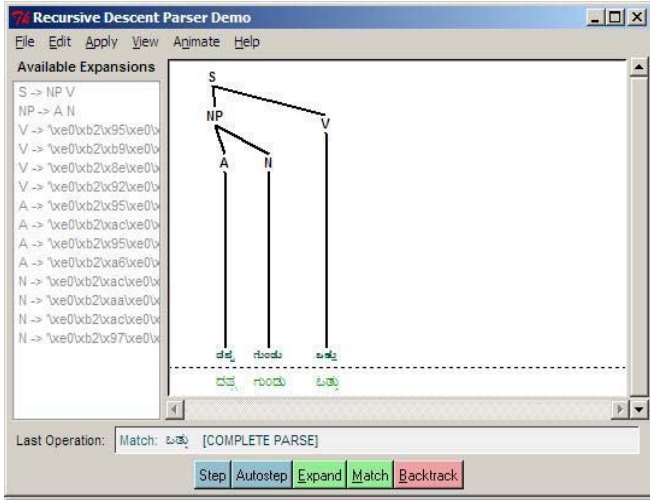 Recursive Descent Parser Demo
File Edit Apply View Animate Help
Available Expansions
S -> NP V
NP -> A N
V -> '\xe0\xb2\x95\xe0\x
V -> '\xe0\xb2\xb9\xe0\x
V -> '\xe0\xb2\x8e\xe0\x
V -> '\xe0\xb2\x92\xe0\x
A -> '\xe0\xb2\x95\xe0\x
A -> '\xe0\xb2\xac\xe0\x
A -> '\xe0\xb2\x95\xe0\x
A -> '\xe0\xb2\xa6\xe0\x
N -> '\xe0\xb2\xac\xe0\x
N -> '\xe0\xb2\xaa\xe0\x
N -> '\xe0\xb2\xac\xe0\x
N -> '\xe0\xb2\x97\xe0\x
S
NP V
A N
ದಪ್ಪ ಗುಂಡು ಒತ್ತು
ದಪ್ಪ ಗುಂಡು ಒತ್ತು
Last Operation: Match: ಒತ್ತು [COMPLETE PARSE]
Step Autostep Expand Match Backtrack